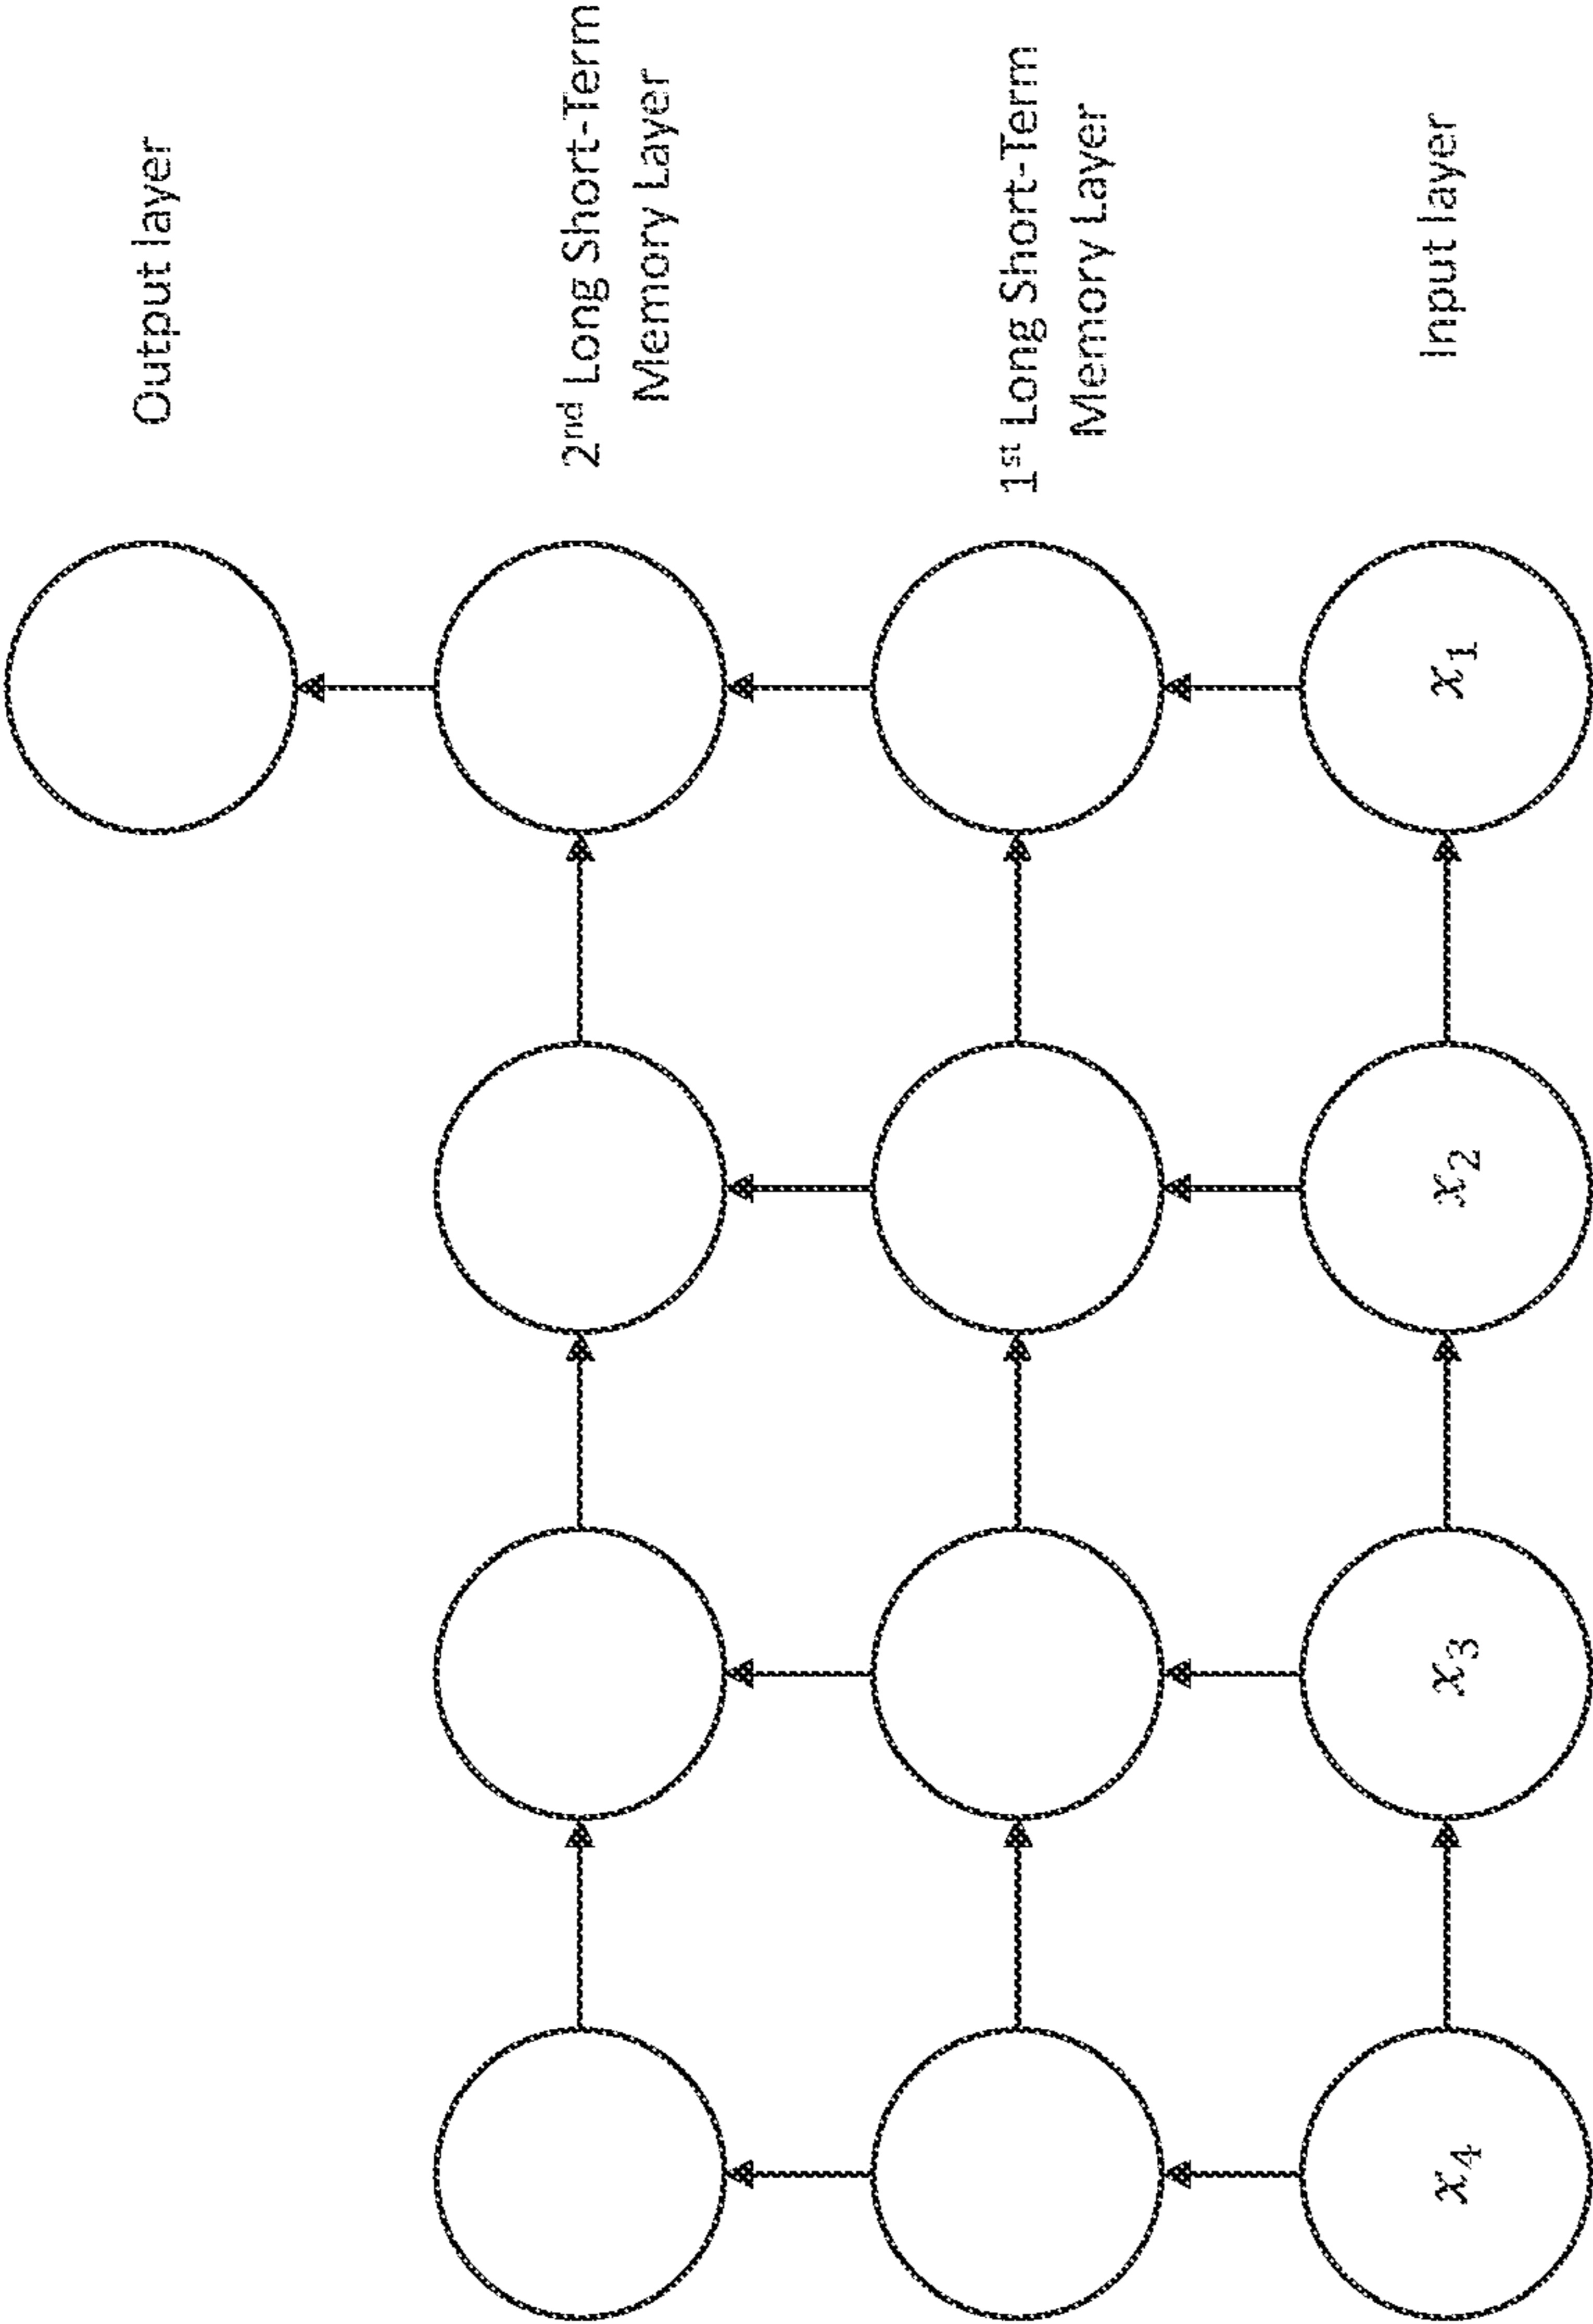 Output layer
2nd Long Short-Term
Memory Layer
1st Long Short-Term
Memory Layer
Input layer
x4
x3
x2
x1